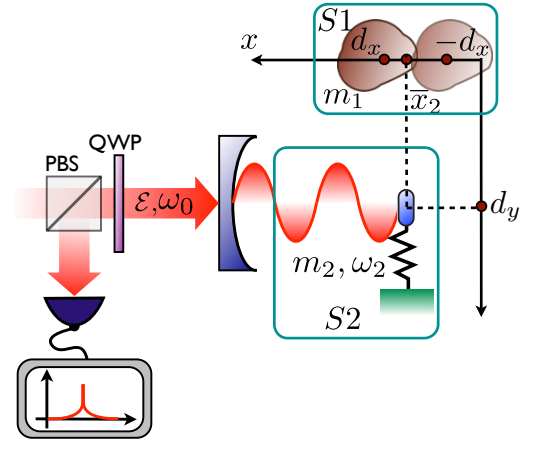 S1
x
d_x
−d_x
m_1
x̅_2
QWP
PBS
ℰ,ω_0
d_y
m_2, ω_2
S2